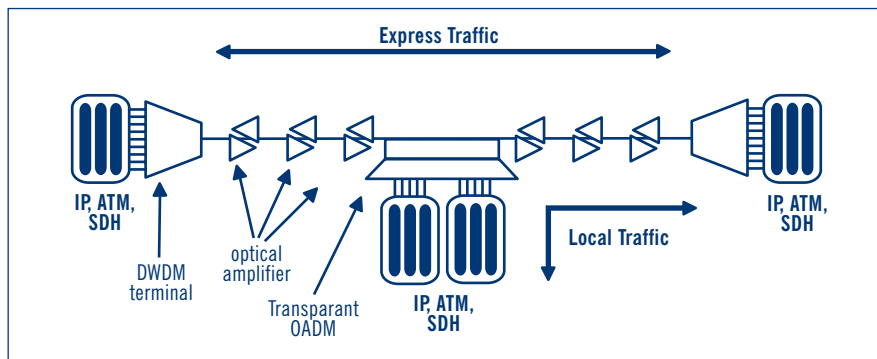 Express Traffic
IP, ATM,
SDH
DWDM
terminal
optical
amplifier
Transparant
OADM
IP, ATM,
SDH
Local Traffic
IP, ATM,
SDH